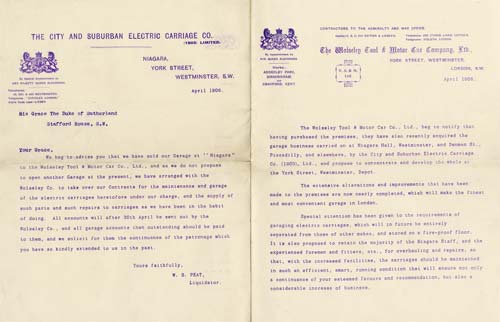 THE CITY AND SUBURBAN ELECTRIC CARRIAGE CO.
(1905) LIMITED.
NIAGARA,
YORK STREET,
WESTMINSTER, S.W.
April 1906.
His Grace The Duke of Sutherland
Stafford House, S.W.
Your Grace,
We beg to advise you that we have sold our Garage at "Niagara"
to the Wolseley Tool & Motor Car Co., Ltd., and as we do not propose
to open another Garage at the present, we have arranged with the
Wolseley Co. to take over our Contracts for the maintenance and garage
of the electric carriages heretofore under our charge, and the supply of
such parts and such repairs to carriages as we have been in the habit
of doing. All accounts will after 30th April be sent out by the
Wolseley Co., and all garage accounts then outstanding should be paid
to them, and we solicit for them the continuance of the patronage which
you have so kindly extended to us in the past.
Yours faithfully,
W. B. PEAT,
Liquidator.
CONTRACTORS TO THE ADMIRALTY AND WAR OFFICE.
The Wolseley Tool & Motor Car Company, Ltd.,
YORK STREET, WESTMINSTER,
LONDON, S.W.
Works:
ADDERLEY PARK,
BIRMINGHAM
AND
CRAYFORD, KENT
April 1906.
The Wolseley Tool & Motor Car Co., Ltd., beg to notify that
having purchased the premises, they have also recently acquired the
garage business carried on at Niagara Hall, Westminster, and Denman St.,
Piccadilly, and elsewhere, by the City and Suburban Electric Carriage Co.
(1905), Ltd., and propose to concentrate and develop the whole at
the York Street, Westminster, Depot.
The extensive alterations and improvements that have been
made to the premises are now nearly completed, which will make the finest
and most convenient garage in London.
Special attention has been given to the requirements of
garaging electric carriages, which will in future be entirely
separated from those of other makes, and stored on a fire-proof floor.
It is also proposed to retain the majority of the Niagara Staff, and the
experienced foremen and fitters, etc., for overhauling and repairs, so
that, with the increased facilities, the carriages should be maintained
in such an efficient, smart, running condition that will ensure not only
a continuance of your esteemed favours and recommendation, but also a
considerable increase of business.